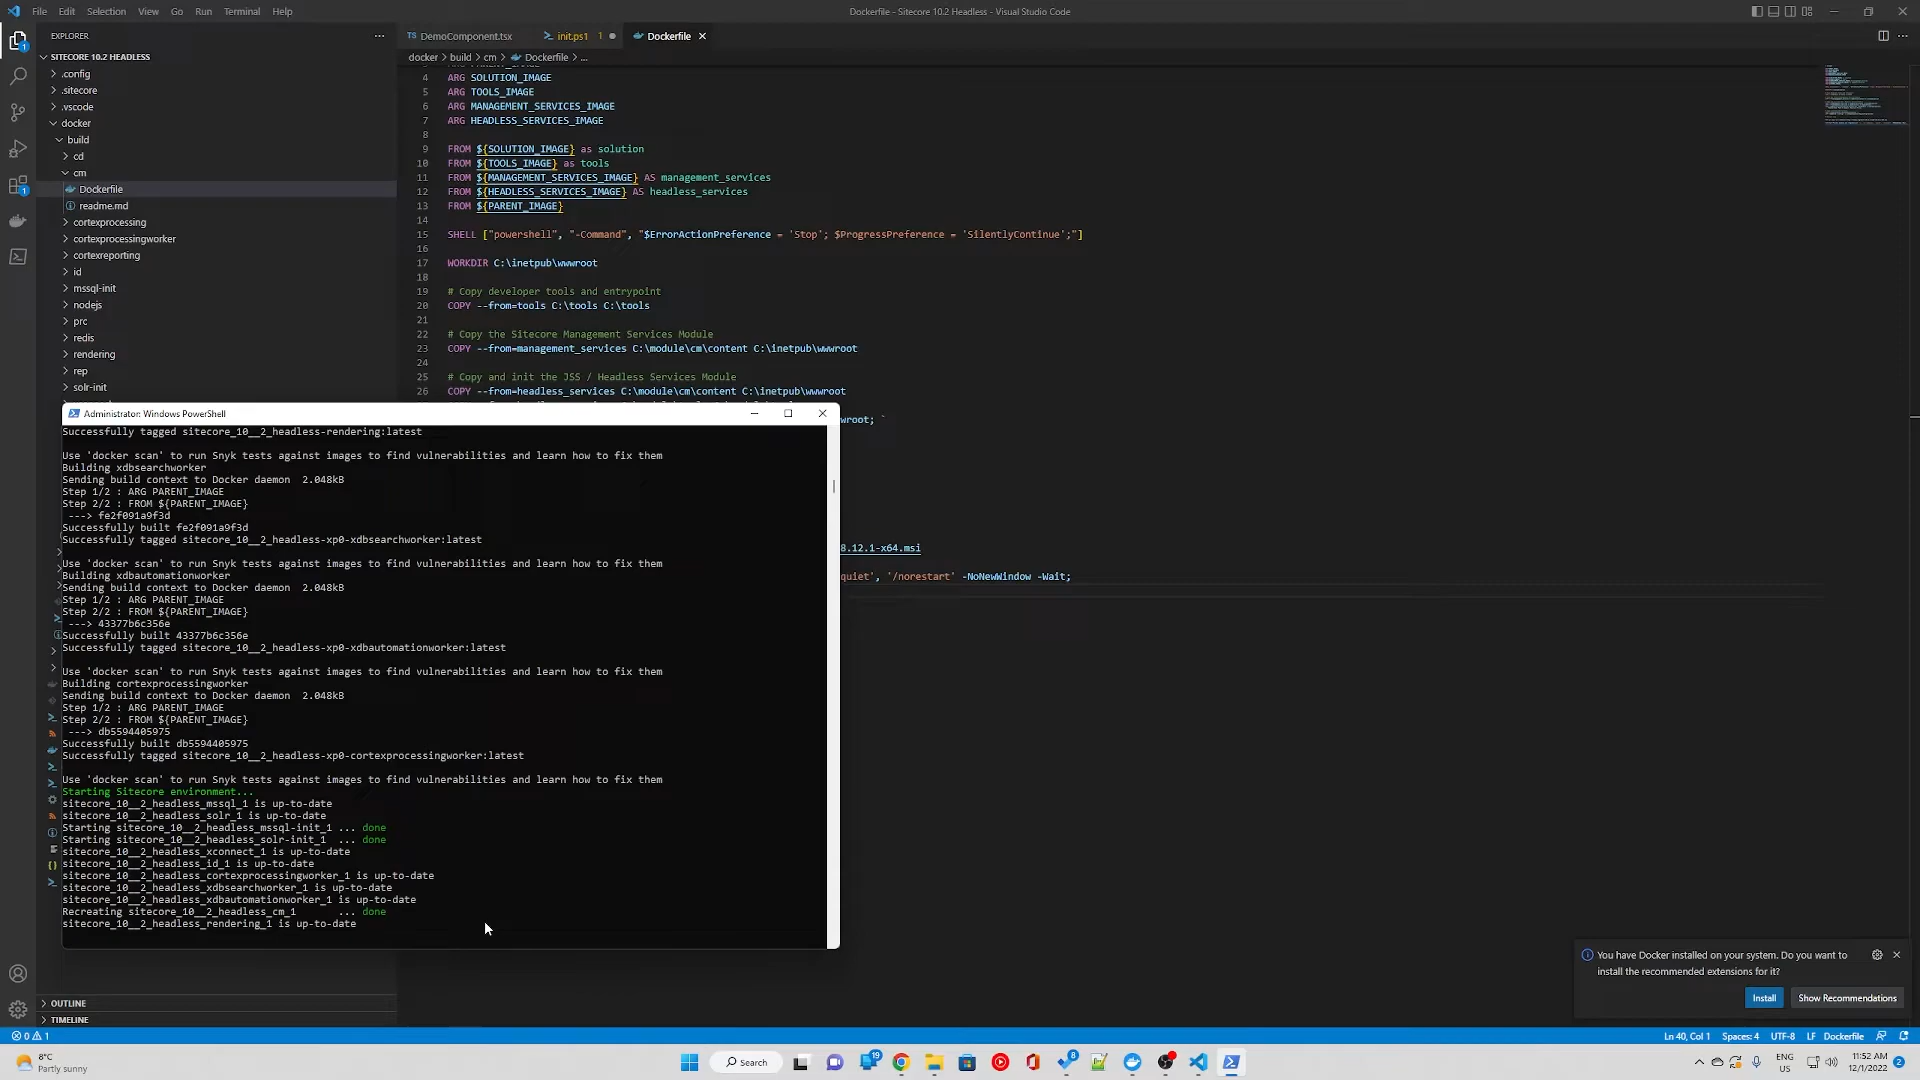 File Edit Selection View Go Run Terminal Help
Dockerfile - Sitecore 10.2 Headless - Visual Studio Code
EXPLORER
SITECORE 10.2 HEADLESS
.config
.sitecore
.vscode
docker
build
cd
cm
Dockerfile
readme.md
cortexprocessing
cortexprocessingworker
cortexreporting
id
mssql-init
nodejs
prc
redis
rendering
rep
solr-init
OUTLINE
TIMELINE
TS DemoComponent.tsx
init.ps1 1
Dockerfile
docker > build > cm > Dockerfile > ...
4 ARG SOLUTION_IMAGE
5 ARG TOOLS_IMAGE
6 ARG MANAGEMENT_SERVICES_IMAGE
7 ARG HEADLESS_SERVICES_IMAGE
8
9 FROM ${SOLUTION_IMAGE} as solution
10 FROM ${TOOLS_IMAGE} as tools
11 FROM ${MANAGEMENT_SERVICES_IMAGE} AS management_services
12 FROM ${HEADLESS_SERVICES_IMAGE} AS headless_services
13 FROM ${PARENT_IMAGE}
14
15 SHELL ["powershell", "-Command", "$ErrorActionPreference = 'Stop'; $ProgressPreference = 'SilentlyContinue';"]
16
17 WORKDIR C:\inetpub\wwwroot
18
19 # Copy developer tools and entrypoint
20 COPY --from=tools C:\tools C:\tools
21
22 # Copy the Sitecore Management Services Module
23 COPY --from=management_services C:\module\cm\content C:\inetpub\wwwroot
24
25 # Copy and init the JSS / Headless Services Module
26 COPY --from=headless_services C:\module\cm\content C:\inetpub\wwwroot
wroot; `
8.12.1-x64.msi
quiet', '/norestart' -NoNewWindow -Wait;
Administrator: Windows PowerShell
Successfully tagged sitecore_10__2_headless-rendering:latest
Use 'docker scan' to run Snyk tests against images to find vulnerabilities and learn how to fix them
Building xdbsearchworker
Sending build context to Docker daemon 2.048kB
Step 1/2 : ARG PARENT_IMAGE
Step 2/2 : FROM ${PARENT_IMAGE}
---> fe2f091a9f3d
Successfully built fe2f091a9f3d
Successfully tagged sitecore_10__2_headless-xp0-xdbsearchworker:latest
Use 'docker scan' to run Snyk tests against images to find vulnerabilities and learn how to fix them
Building xdbautomationworker
Sending build context to Docker daemon 2.048kB
Step 1/2 : ARG PARENT_IMAGE
Step 2/2 : FROM ${PARENT_IMAGE}
---> 43377b6c356e
Successfully built 43377b6c356e
Successfully tagged sitecore_10__2_headless-xp0-xdbautomationworker:latest
Use 'docker scan' to run Snyk tests against images to find vulnerabilities and learn how to fix them
Building cortexprocessingworker
Sending build context to Docker daemon 2.048kB
Step 1/2 : ARG PARENT_IMAGE
Step 2/2 : FROM ${PARENT_IMAGE}
---> db5594405975
Successfully built db5594405975
Successfully tagged sitecore_10__2_headless-xp0-cortexprocessingworker:latest
Use 'docker scan' to run Snyk tests against images to find vulnerabilities and learn how to fix them
Starting Sitecore environment...
sitecore_10__2_headless_mssql_1 is up-to-date
sitecore_10__2_headless_solr_1 is up-to-date
Starting sitecore_10__2_headless_mssql-init_1 ... done
Starting sitecore_10__2_headless_solr-init_1 ... done
sitecore_10__2_headless_xconnect_1 is up-to-date
sitecore_10__2_headless_id_1 is up-to-date
sitecore_10__2_headless_cortexprocessingworker_1 is up-to-date
sitecore_10__2_headless_xdbsearchworker_1 is up-to-date
sitecore_10__2_headless_xdbautomationworker_1 is up-to-date
Recreating sitecore_10__2_headless_cm_1 ... done
sitecore_10__2_headless_rendering_1 is up-to-date
You have Docker installed on your system. Do you want to
install the recommended extensions for it?
Install
Show Recommendations
0 1
Ln 40, Col 1 Spaces: 4 UTF-8 LF Dockerfile
8°C
Partly sunny
Search
19
8
ENG
US
11:52 AM
12/1/2022
2